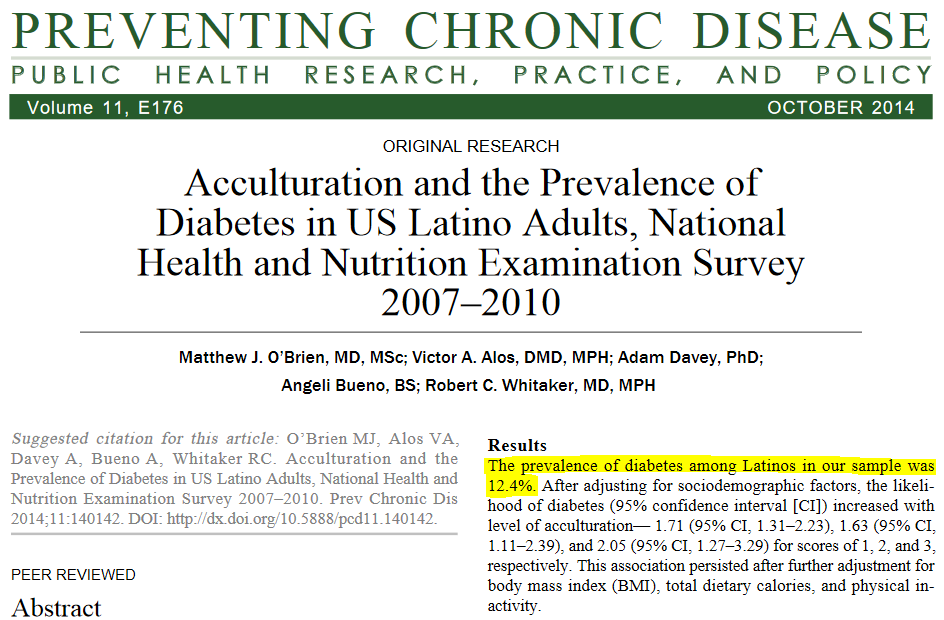 PREVENTING CHRONIC DISEASE
PUBLIC HEALTH RESEARCH, PRACTICE, AND POLICY
Volume 11, E176 OCTOBER 2014
ORIGINAL RESEARCH
Acculturation and the Prevalence of
Diabetes in US Latino Adults, National
Health and Nutrition Examination Survey
2007–2010
Matthew J. O’Brien, MD, MSc; Victor A. Alos, DMD, MPH; Adam Davey, PhD;
Angeli Bueno, BS; Robert C. Whitaker, MD, MPH
Suggested citation for this article: O’Brien MJ, Alos VA,
Davey A, Bueno A, Whitaker RC. Acculturation and the
Prevalence of Diabetes in US Latino Adults, National Health and
Nutrition Examination Survey 2007–2010. Prev Chronic Dis
2014;11:140142. DOI: http://dx.doi.org/10.5888/pcd11.140142.
PEER REVIEWED
Abstract
Results
The prevalence of diabetes among Latinos in our sample was
12.4%. After adjusting for sociodemographic factors, the likeli-
hood of diabetes (95% confidence interval [CI]) increased with
level of acculturation— 1.71 (95% CI, 1.31–2.23), 1.63 (95% CI,
1.11–2.39), and 2.05 (95% CI, 1.27–3.29) for scores of 1, 2, and 3,
respectively. This association persisted after further adjustment for
body mass index (BMI), total dietary calories, and physical in-
activity.